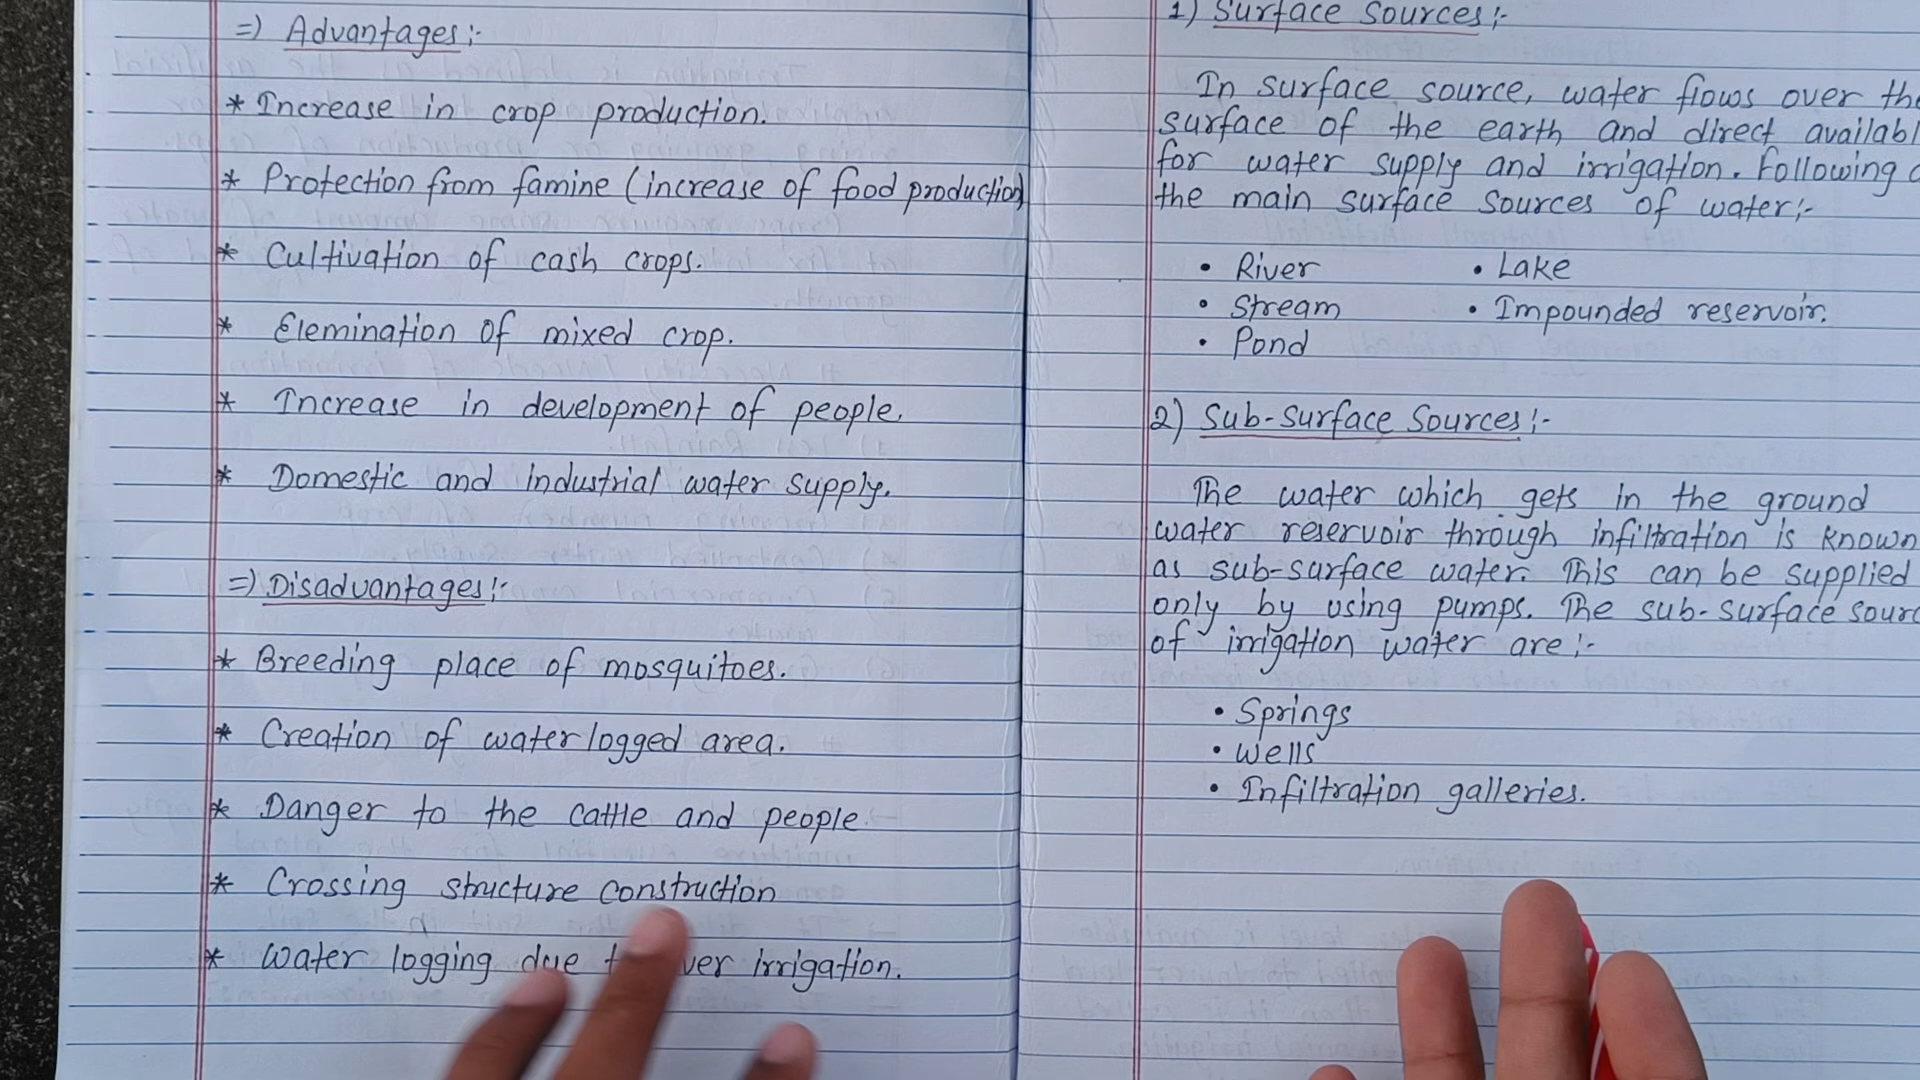 =) Advantages :-
* Increase in crop production.
* Protection from famine (increase of food production)
* Cultivation of cash crops.
* Elemination of mixed crop.
* Increase in development of people.
* Domestic and industrial water supply.
=) Disadvantages :-
* Breeding place of mosquitoes.
* Creation of water logged area.
* Danger to the cattle and people.
* Crossing structure construction
* Water logging due irrigation.
1) Surface Sources :-
In surface source, water flows over the
surface of the earth and direct availabl
for water supply and irrigation. Following
the main surface sources of water :-
• River • Lake
• Stream • Impounded reservoir.
• Pond
2) Sub-Surface Sources :-
The water which gets in the ground
water reservoir through infiltration is known
as sub-surface water. This can be supplied
only by using pumps. The sub-surface sourc
of irrigation water are :-
• Springs
• Wells
• Infiltration galleries.